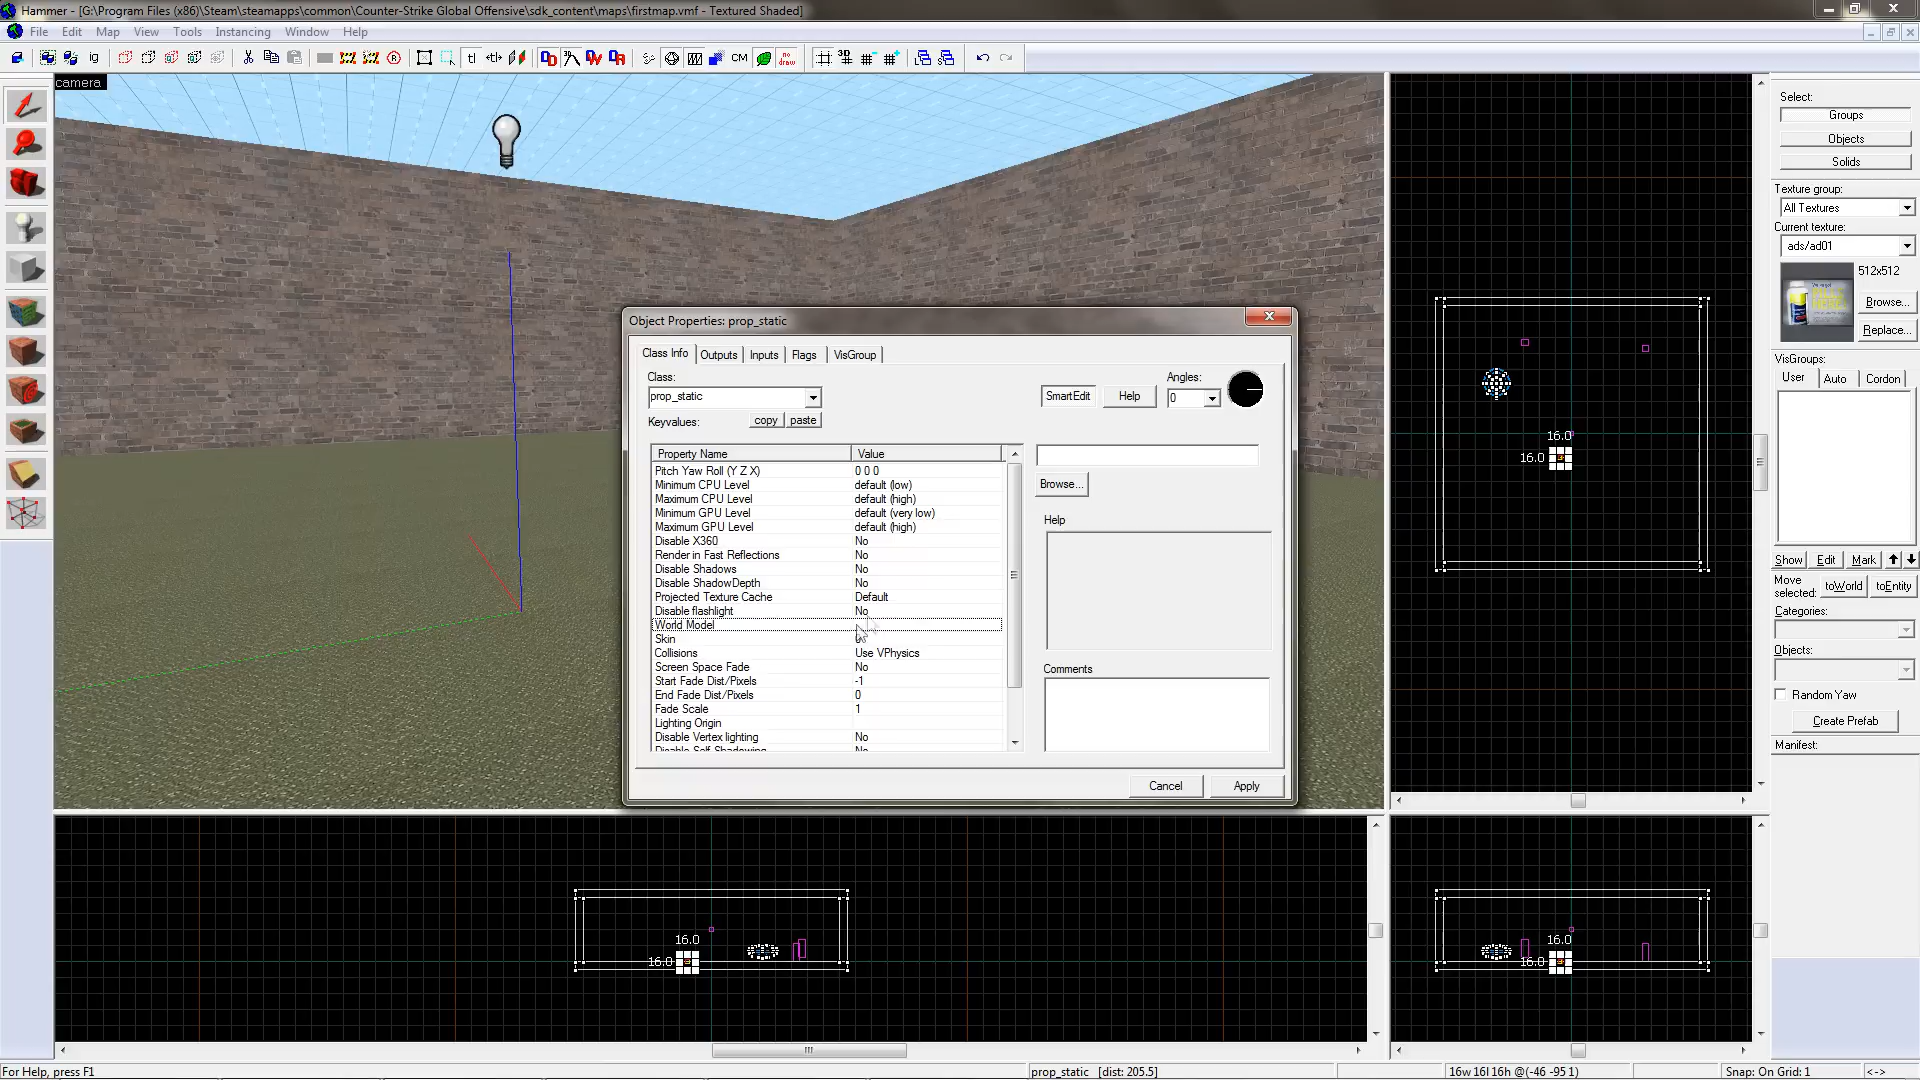 Hammer - [G:\Program Files (x86)\Steam\steamapps\common\Counter-Strike Global Offensive\sdk_content\maps\firstmap.vmf - Textured Shaded]
File Edit Map View Tools Instancing Window Help
ig tl CM 3D no draw
camera
Select:
Groups
Objects
Solids
Texture group:
All Textures
Current texture:
ads/ad01
512x512
Browse...
Replace...
VisGroups:
User Auto Cordon
Show Edit Mark
Move selected: toWorld toEntity
Categories:
Objects:
Random Yaw
Create Prefab
Manifest:
Object Properties: prop_static
Class Info Outputs Inputs Flags VisGroup
Class:
prop_static
SmartEdit Help
Angles:
0
Keyvalues: copy paste
Property Name Value
Pitch Yaw Roll (Y Z X) 0 0 0
Minimum CPU Level default (low)
Maximum CPU Level default (high)
Minimum GPU Level default (very low)
Maximum GPU Level default (high)
Disable X360 No
Render in Fast Reflections No
Disable Shadows No
Disable ShadowDepth No
Projected Texture Cache Default
Disable flashlight No
World Model
Skin
Collisions Use VPhysics
Screen Space Fade No
Start Fade Dist/Pixels -1
End Fade Dist/Pixels 0
Fade Scale 1
Lighting Origin
Disable Vertex lighting No
Disable Self-Shadowing No
Browse...
Help
Comments
Cancel Apply
16.0
16.0
16.0
16.0
16.0
16.0
For Help, press F1
prop_static [dist: 205.5]
16w 16l 16h @(-46 -95 1)
Snap: On Grid: 1
<->